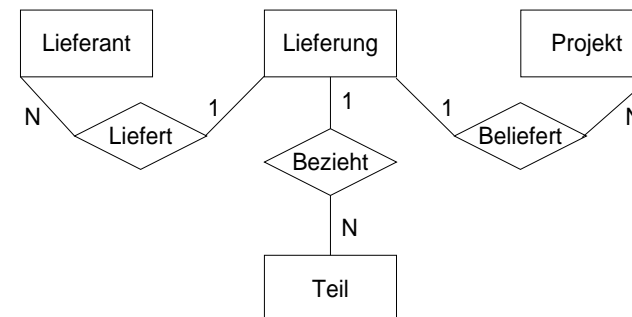 Lieferant Lieferung Projekt
N 1 1 1 N
Liefert Bezieht Beliefert
N
Teil